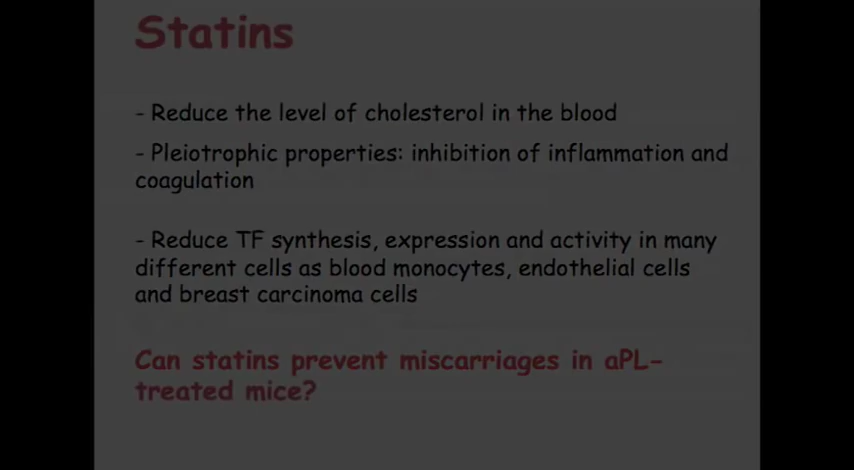 Statins
- Reduce the level of cholesterol in the blood
- Pleiotrophic properties: inhibition of inflammation and
coagulation
- Reduce TF synthesis, expression and activity in many
different cells as blood monocytes, endothelial cells
and breast carcinoma cells
Can statins prevent miscarriages in aPL-
treated mice?